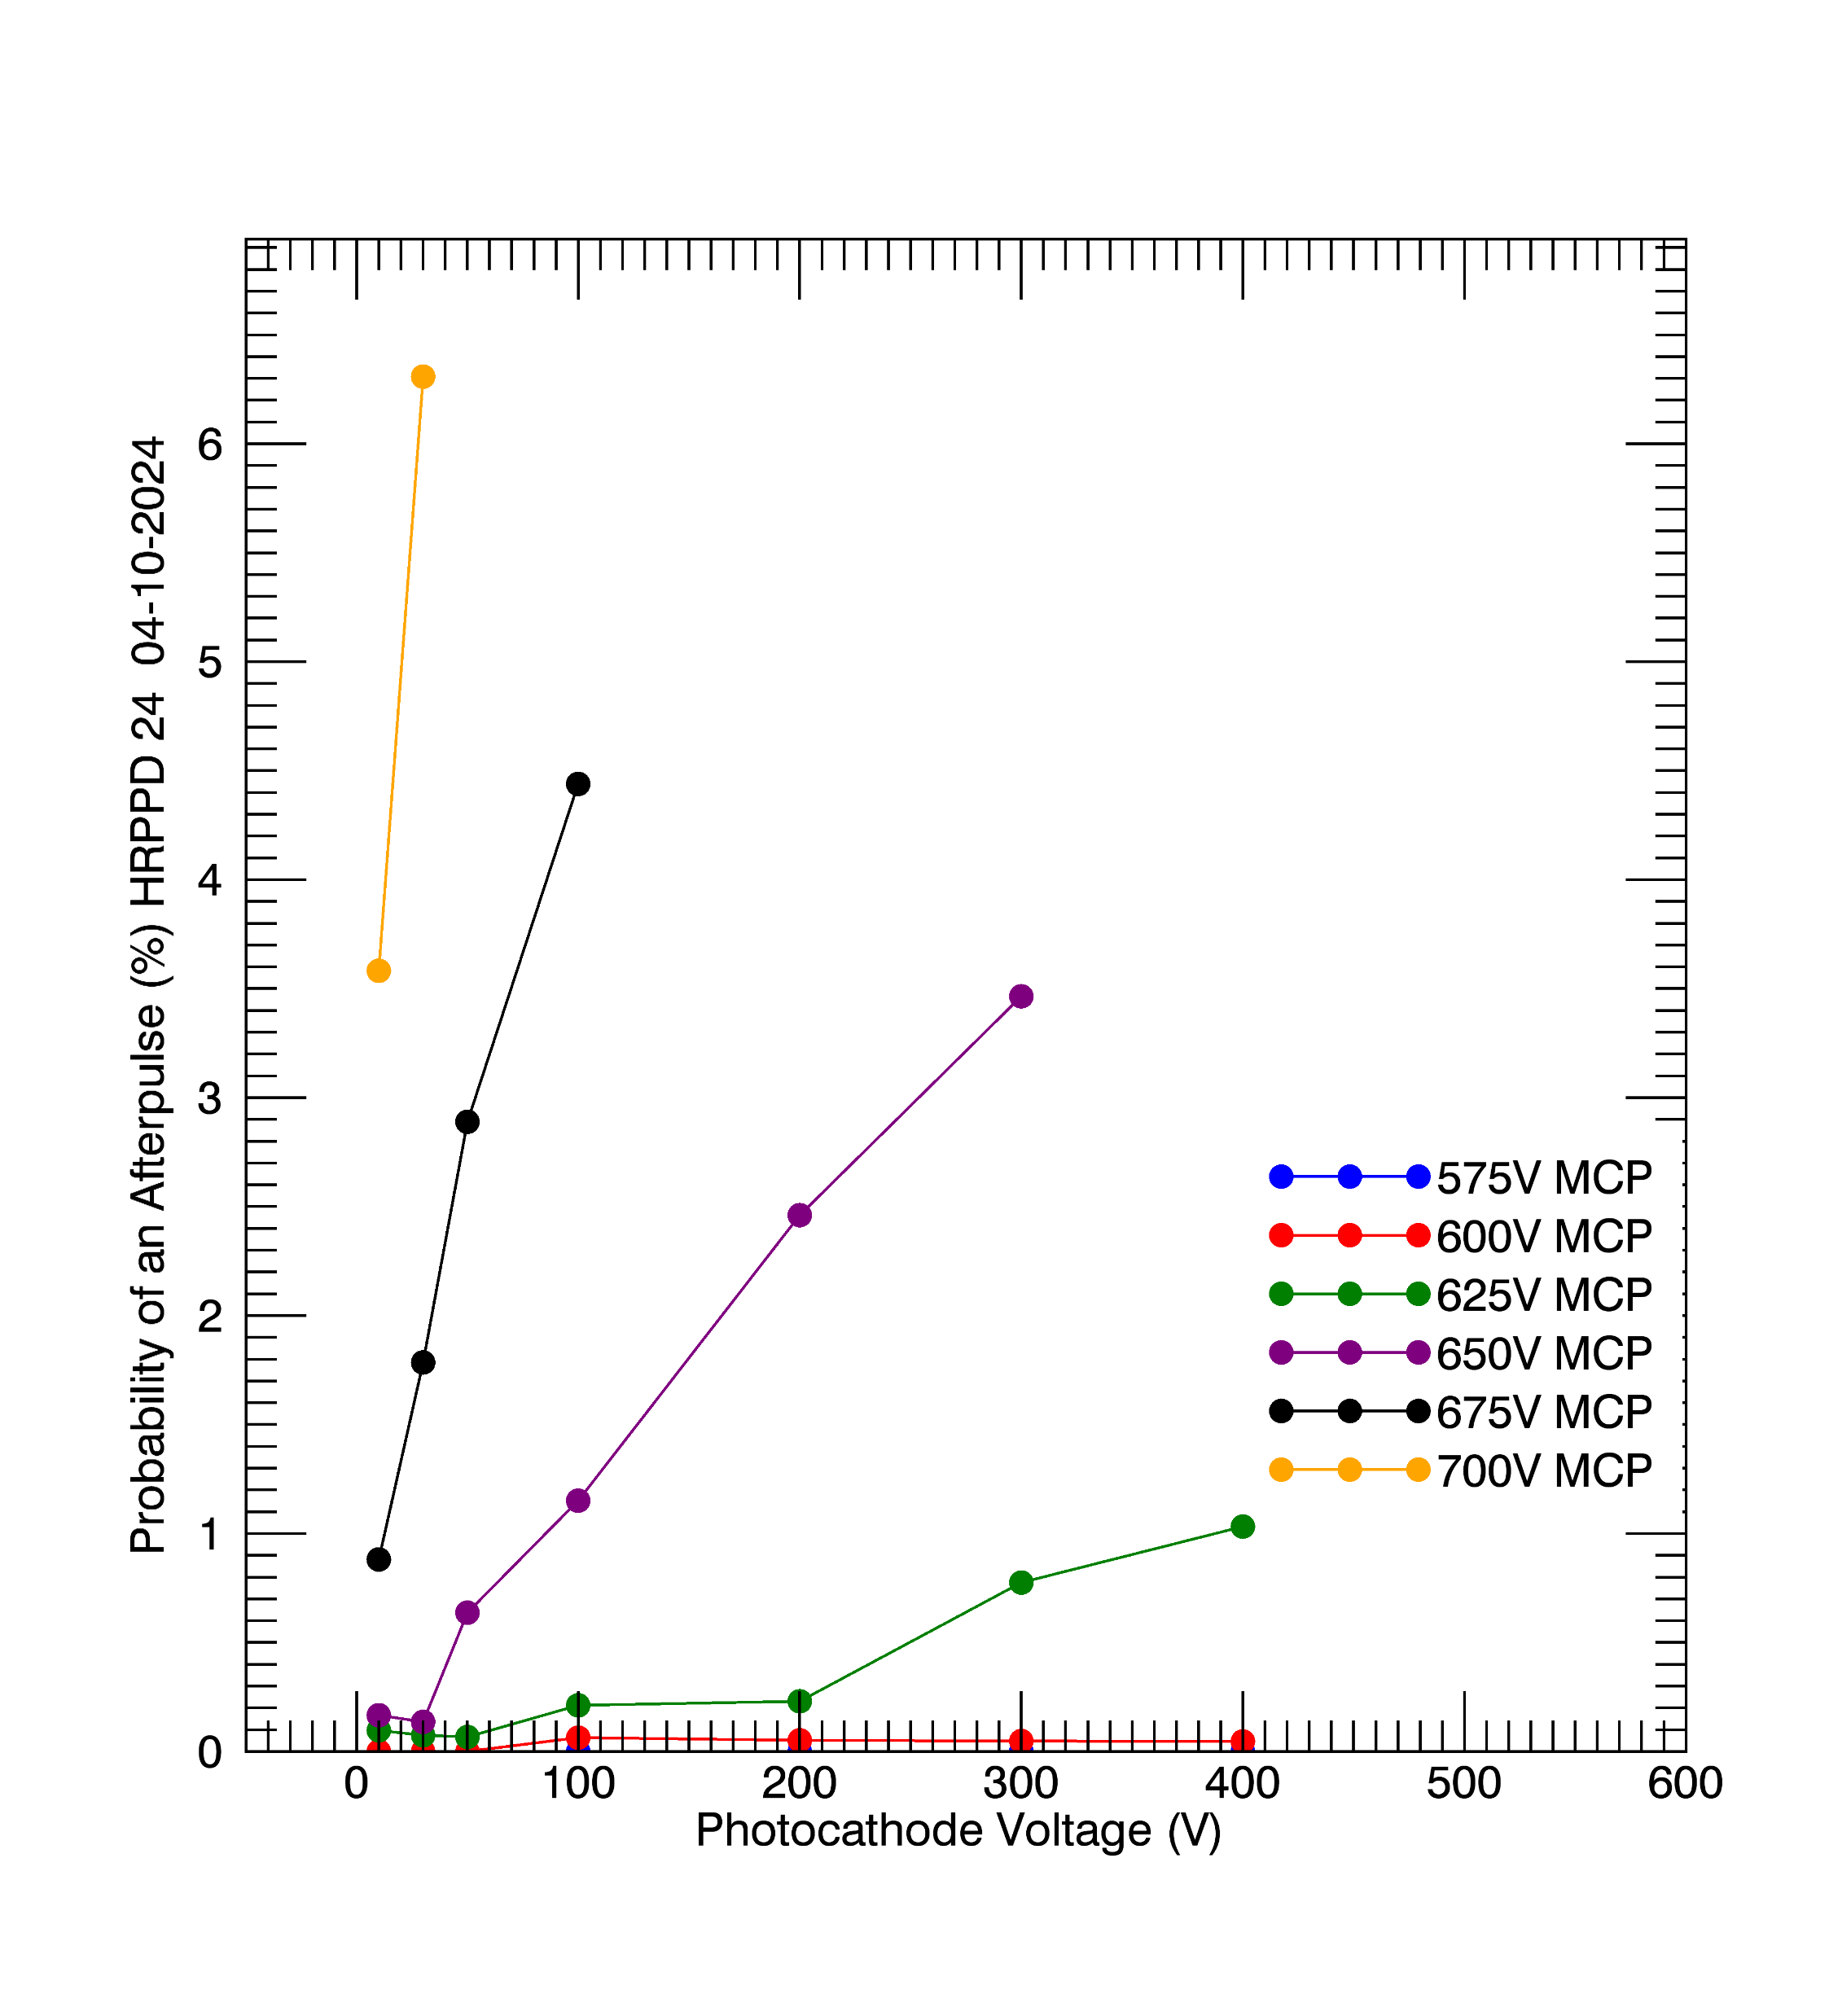 Probability of an Afterpulse (%) HRPPD 24  04-10-2024
6
5
4
3
2
1
0
575V MCP
600V MCP
625V MCP
650V MCP
675V MCP
700V MCP
0 100 200 300 400 500 600
Photocathode Voltage (V)